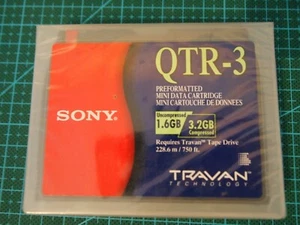 QTR-3
PREFORMATTED
MINI DATA CARTRIDGE
MINI CARTOUCHE DE DONNEES
SONY
Uncompressed
1.6GB
3.2GB
Compressed
Requires Travan™ Tape Drive
228.6 m / 750 ft.
TRAVAN
TECHNOLOGY